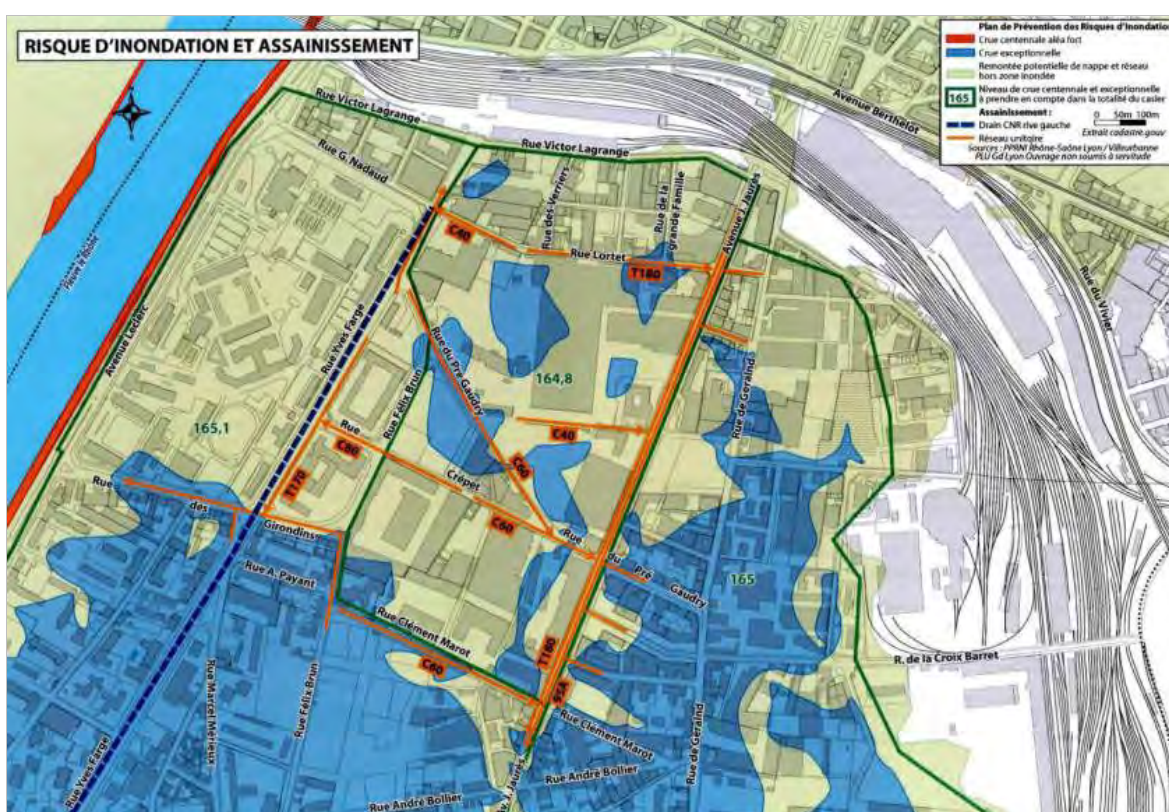 RISQUE D'INONDATION ET ASSAINISSEMENT
Plan de Prévention des Risques d'Inondation
Crue centennale aléa fort
Crue exceptionnelle
Remontée potentielle de nappe et réseau
hors zone inondée
165
Niveau de crue centennale et exceptionnelle
à prendre en compte dans la totalité du casier
Assainissement :
0 50m 100m
Drain CNR rive gauche
Réseau unitaire
Extrait cadastre.gouv
Sources : PPRNI Rhône-Saône Lyon / Villeurbanne
PLU Gd Lyon Ouvrage non soumis à servitude
Avenue Berthelot
Rue Victor Lagrange
Rue Victor Lagrange
Rue G. Nadaud
Rue des Verriers
Rue de la
grande Famille
Avenue J. Jaurès
Rue du Vivier
C40
Rue Lortet
T180
Fleuve le Rhône
Avenue Leclerc
Rue Yves Farge
Rue du Pré Gaudry
Rue Félix Brun
164,8
Rue de Geraind
165,1
C40
Rue
C80
Crêpet
C60
C60
T170
Rue
des
Girondins
Rue
du
Pré
Gaudry
165
Rue A. Payant
Rue Clément Marot
C60
T180
R. de la Croix Barret
Rue Marcel Mérieux
Rue Félix Brun
Rue Clément Marot
Rue de Geraind
Rue Yves Farge
Av. J. Jaurès
Rue André Bollier
Rue André Bollier